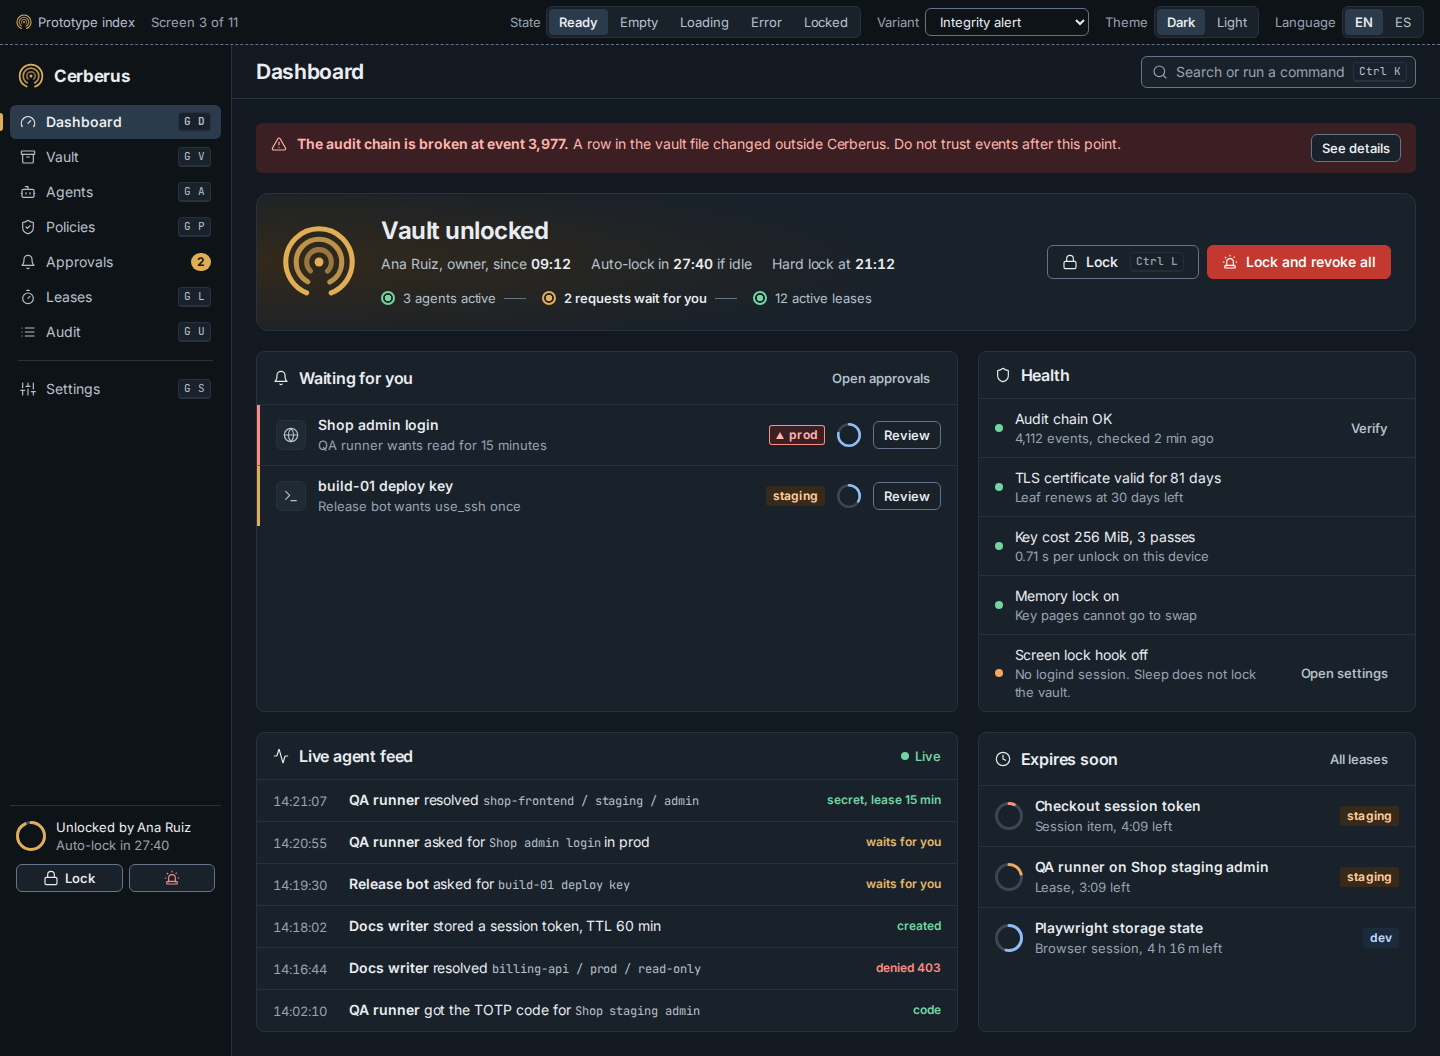 Prototype index Screen 3 of 11 State Ready Empty Loading Error Locked Variant Integrity alert Theme Dark Light Language EN ES
Cerberus
Dashboard G D
Vault G V
Agents G A
Policies G P
Approvals 2
Leases G L
Audit G U
Settings G S
Unlocked by Ana Ruiz
Auto-lock in 27:40
Lock
Dashboard
Search or run a command Ctrl K
The audit chain is broken at event 3,977. A row in the vault file changed outside Cerberus. Do not trust events after this point. See details
Vault unlocked
Ana Ruiz, owner, since 09:12 Auto-lock in 27:40 if idle Hard lock at 21:12
3 agents active 2 requests wait for you 12 active leases
Lock Ctrl L Lock and revoke all
Waiting for you Open approvals
Shop admin login
QA runner wants read for 15 minutes
prod Review
build-01 deploy key
Release bot wants use_ssh once
staging Review
Health
Audit chain OK
4,112 events, checked 2 min ago
Verify
TLS certificate valid for 81 days
Leaf renews at 30 days left
Key cost 256 MiB, 3 passes
0.71 s per unlock on this device
Memory lock on
Key pages cannot go to swap
Screen lock hook off
No logind session. Sleep does not lock
the vault.
Open settings
Live agent feed Live
14:21:07 QA runner resolved shop-frontend / staging / admin secret, lease 15 min
14:20:55 QA runner asked for Shop admin login in prod waits for you
14:19:30 Release bot asked for build-01 deploy key waits for you
14:18:02 Docs writer stored a session token, TTL 60 min created
14:16:44 Docs writer resolved billing-api / prod / read-only denied 403
14:02:10 QA runner got the TOTP code for Shop staging admin code
Expires soon All leases
Checkout session token
Session item, 4:09 left
staging
QA runner on Shop staging admin
Lease, 3:09 left
staging
Playwright storage state
Browser session, 4 h 16 m left
dev